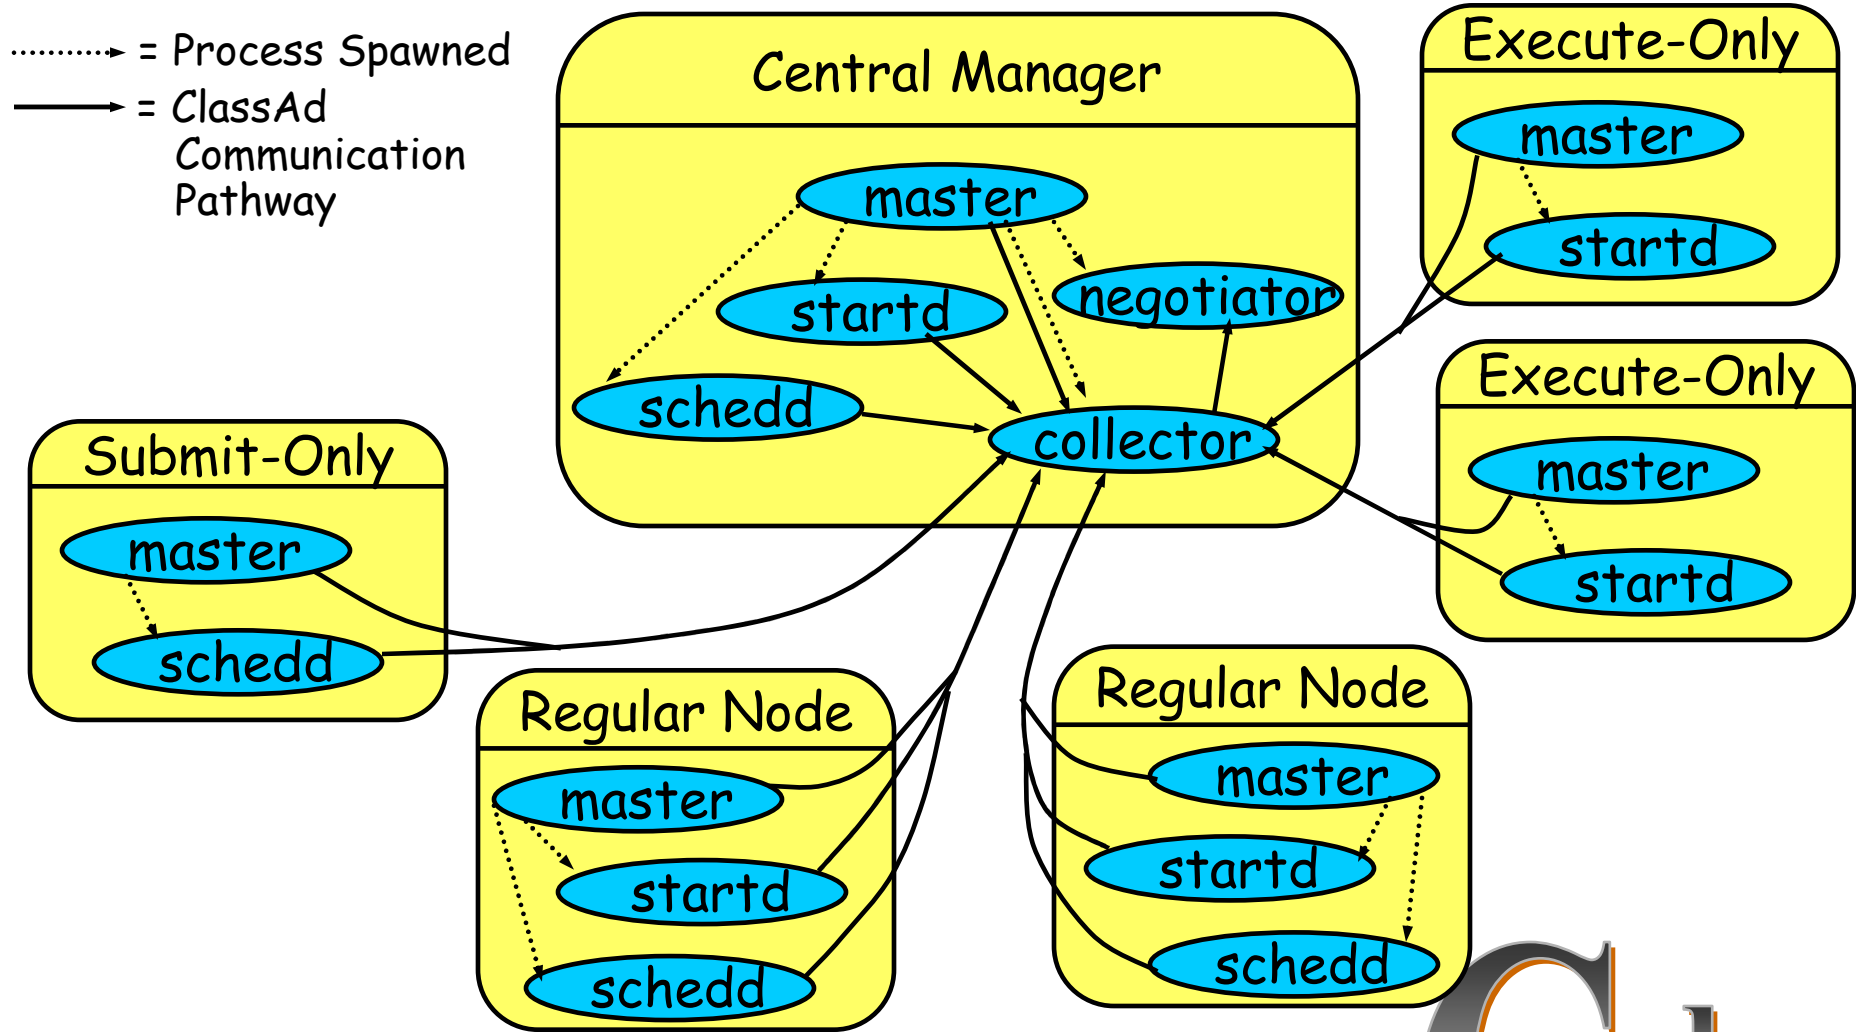 = Process Spawned
= ClassAd
Communication
Pathway
Central Manager
master
startd
negotiator
schedd
collector
Execute-Only
master
startd
Execute-Only
master
startd
Submit-Only
master
schedd
Regular Node
master
startd
schedd
Regular Node
master
startd
schedd